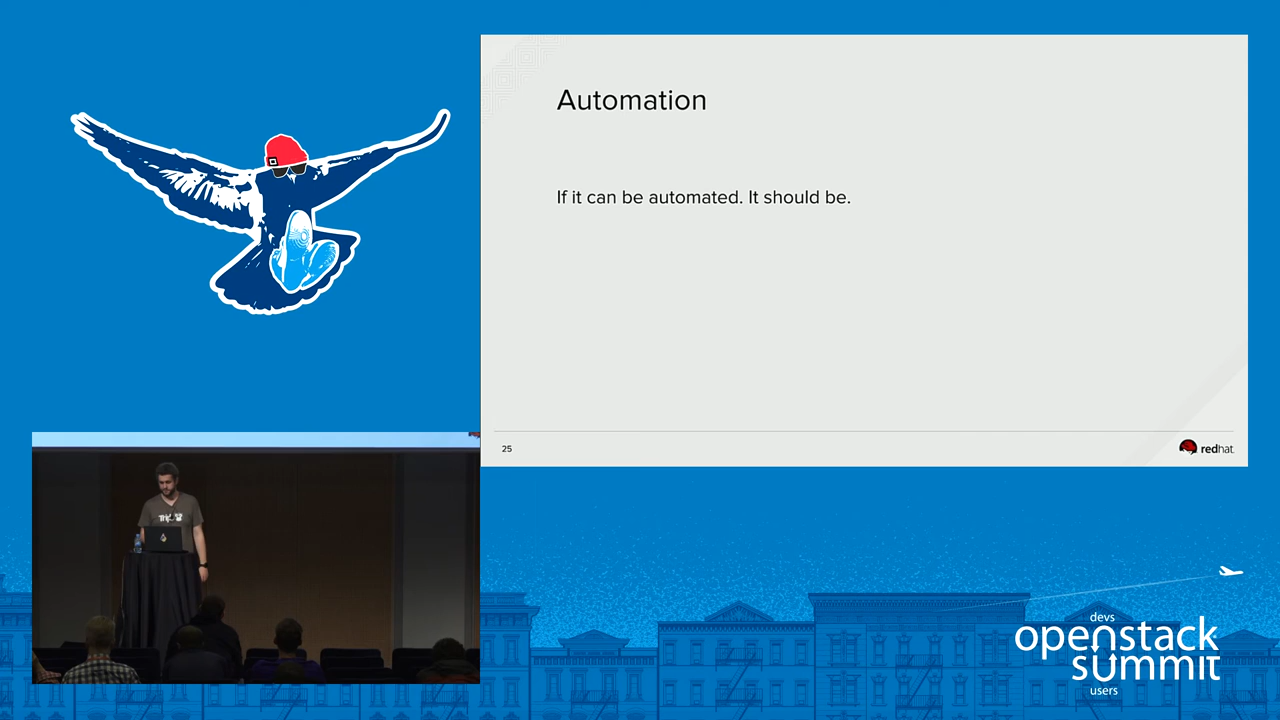 Automation
If it can be automated. It should be.
25
redhat.
devs
openstack
summit
users